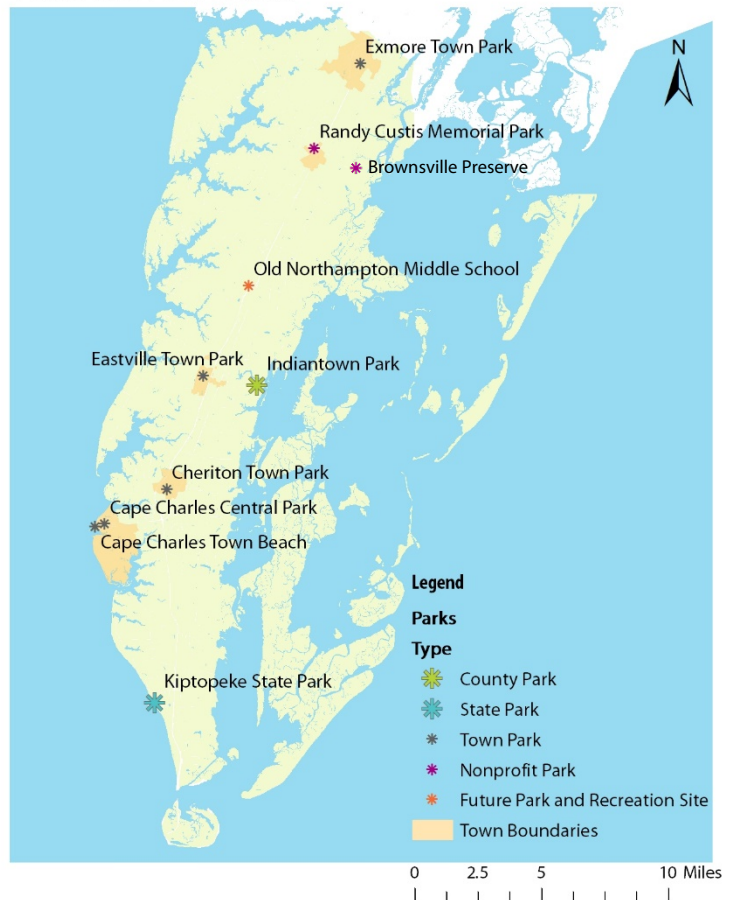 Exmore Town Park
N
Randy Custis Memorial Park
Brownsville Preserve
Old Northampton Middle School
Eastville Town Park
Indiantown Park
Cheriton Town Park
Cape Charles Central Park
Cape Charles Town Beach
Kiptopeke State Park
Legend
Parks
Type
County Park
State Park
Town Park
Nonprofit Park
Future Park and Recreation Site
Town Boundaries
0 2.5 5 10 Miles